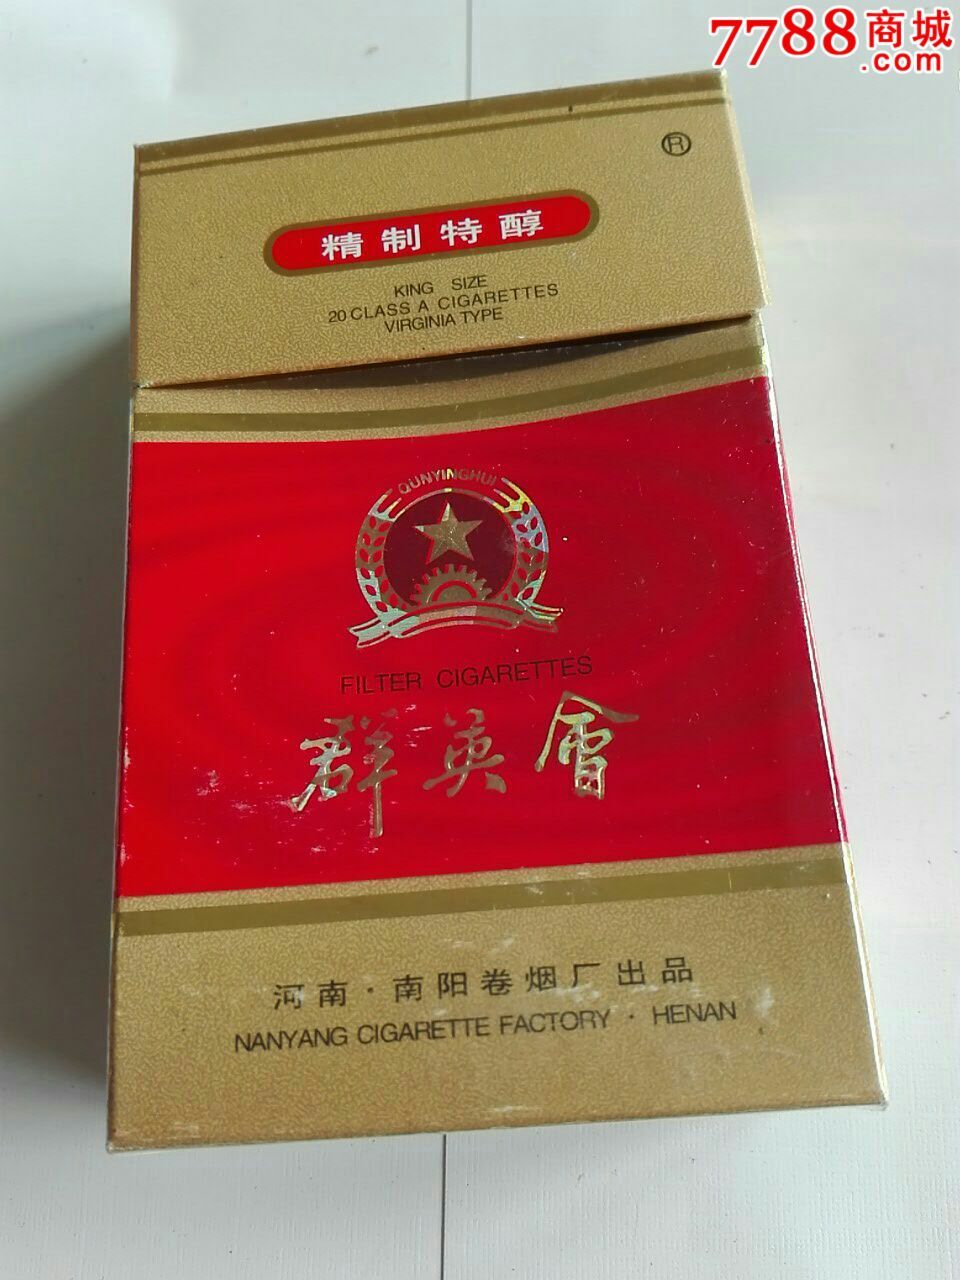 7788商城
.com
®
精制特醇
KING SIZE
20 CLASS A CIGARETTES
VIRGINIA TYPE
QUNYINGHUI
FILTER CIGARETTES
群英會
河南·南阳卷烟厂出品
NANYANG CIGARETTE FACTORY · HENAN